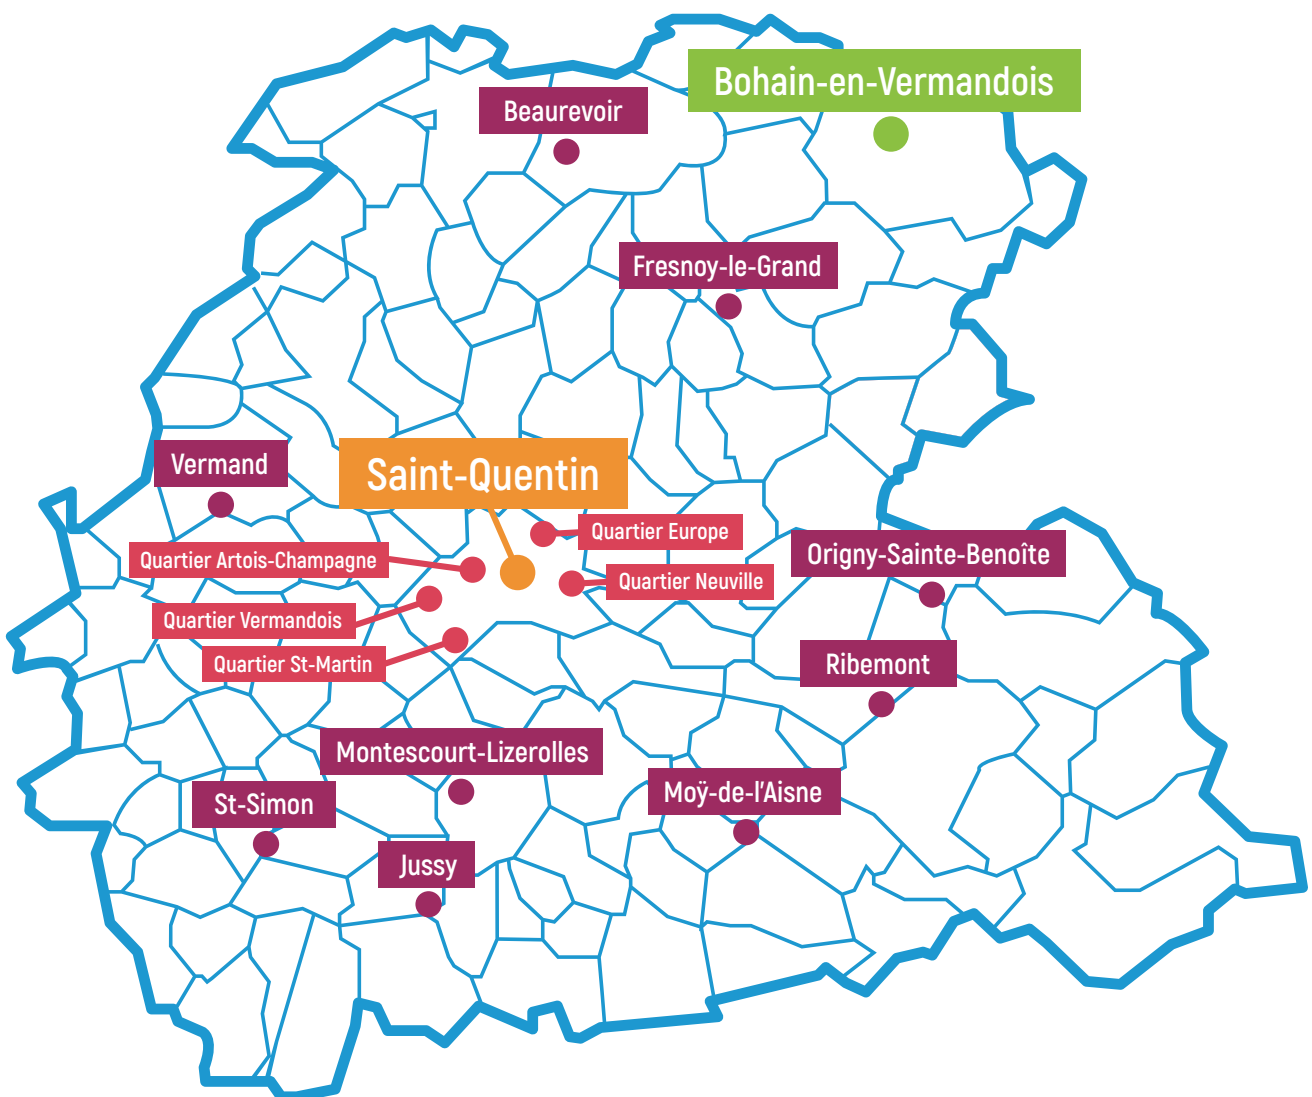 Bohain-en-Vermandois
Beaurevoir
Fresnoy-le-Grand
Vermand
Saint-Quentin
Quartier Europe
Quartier Artois-Champagne
Origny-Sainte-Benoîte
Quartier Neuville
Quartier Vermandois
Quartier St-Martin
Ribemont
Montescourt-Lizerolles
Moÿ-de-l'Aisne
St-Simon
Jussy